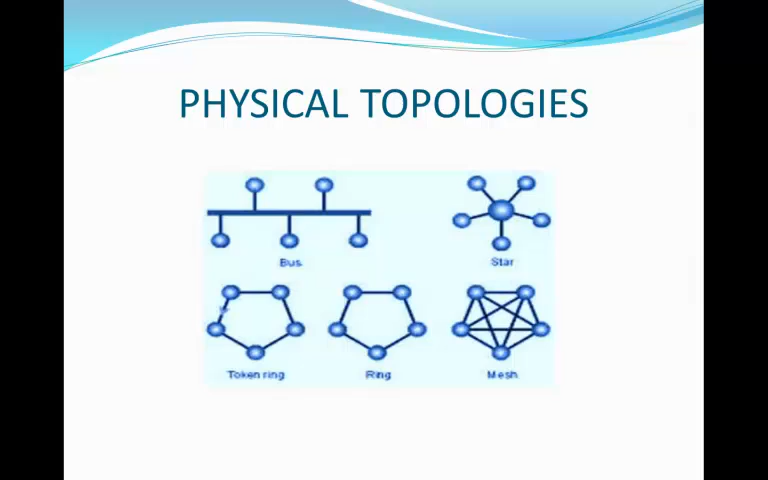 PHYSICAL TOPOLOGIES
Bus
Star
Token ring
Ring
Mesh